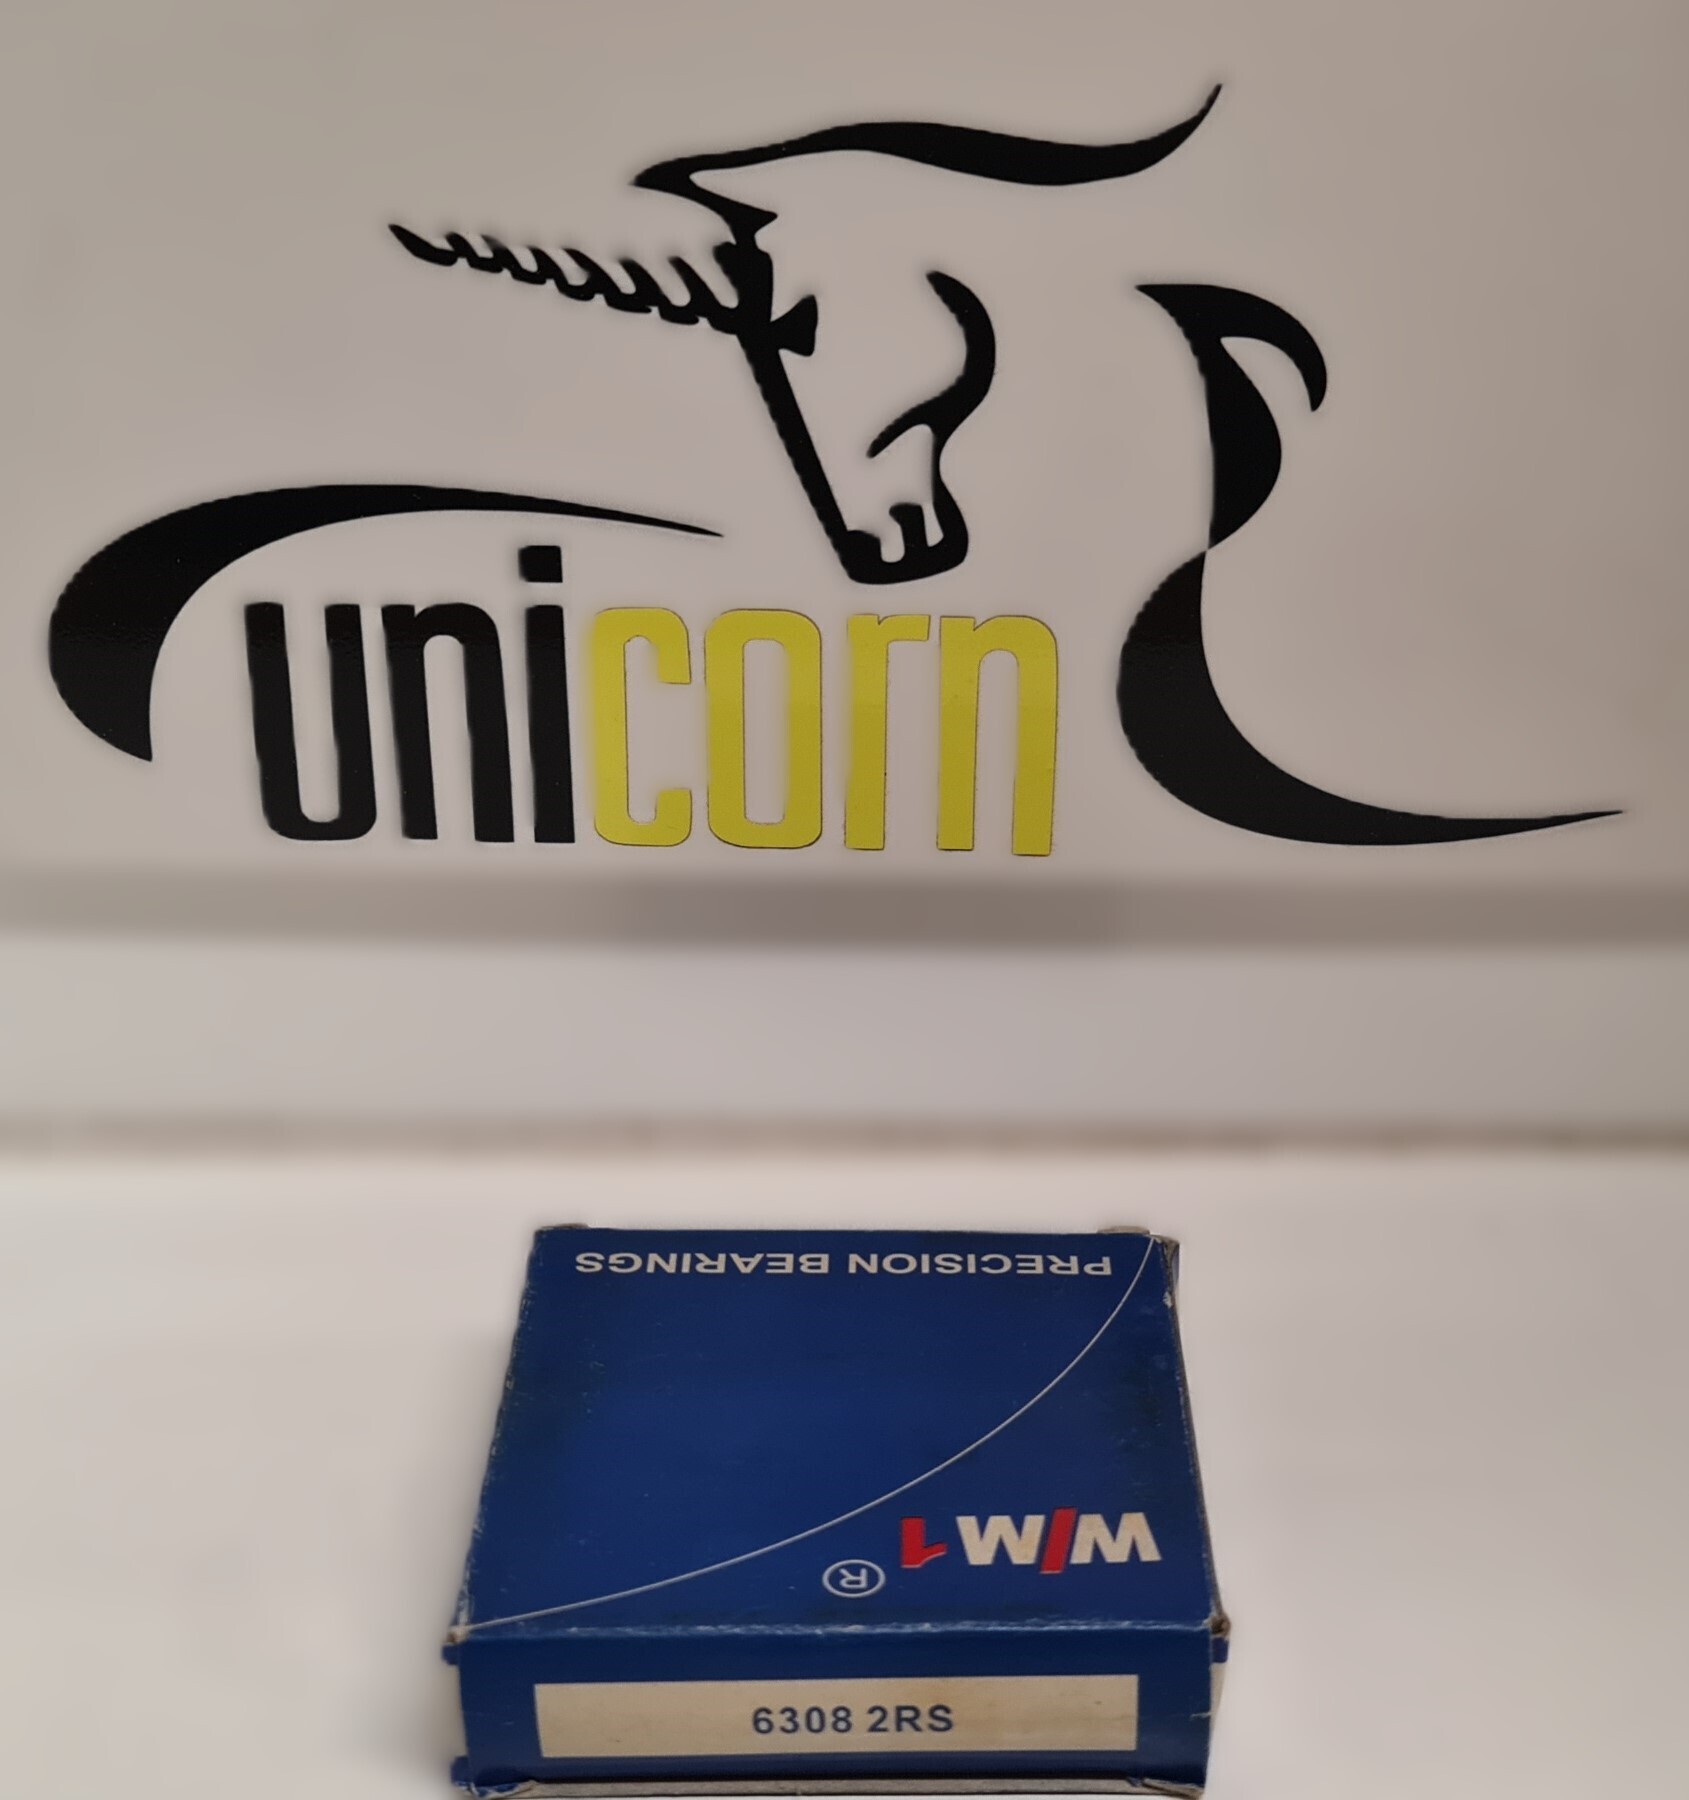 unicorn
PRECISION BEARINGS
W/M1®
6308 2RS